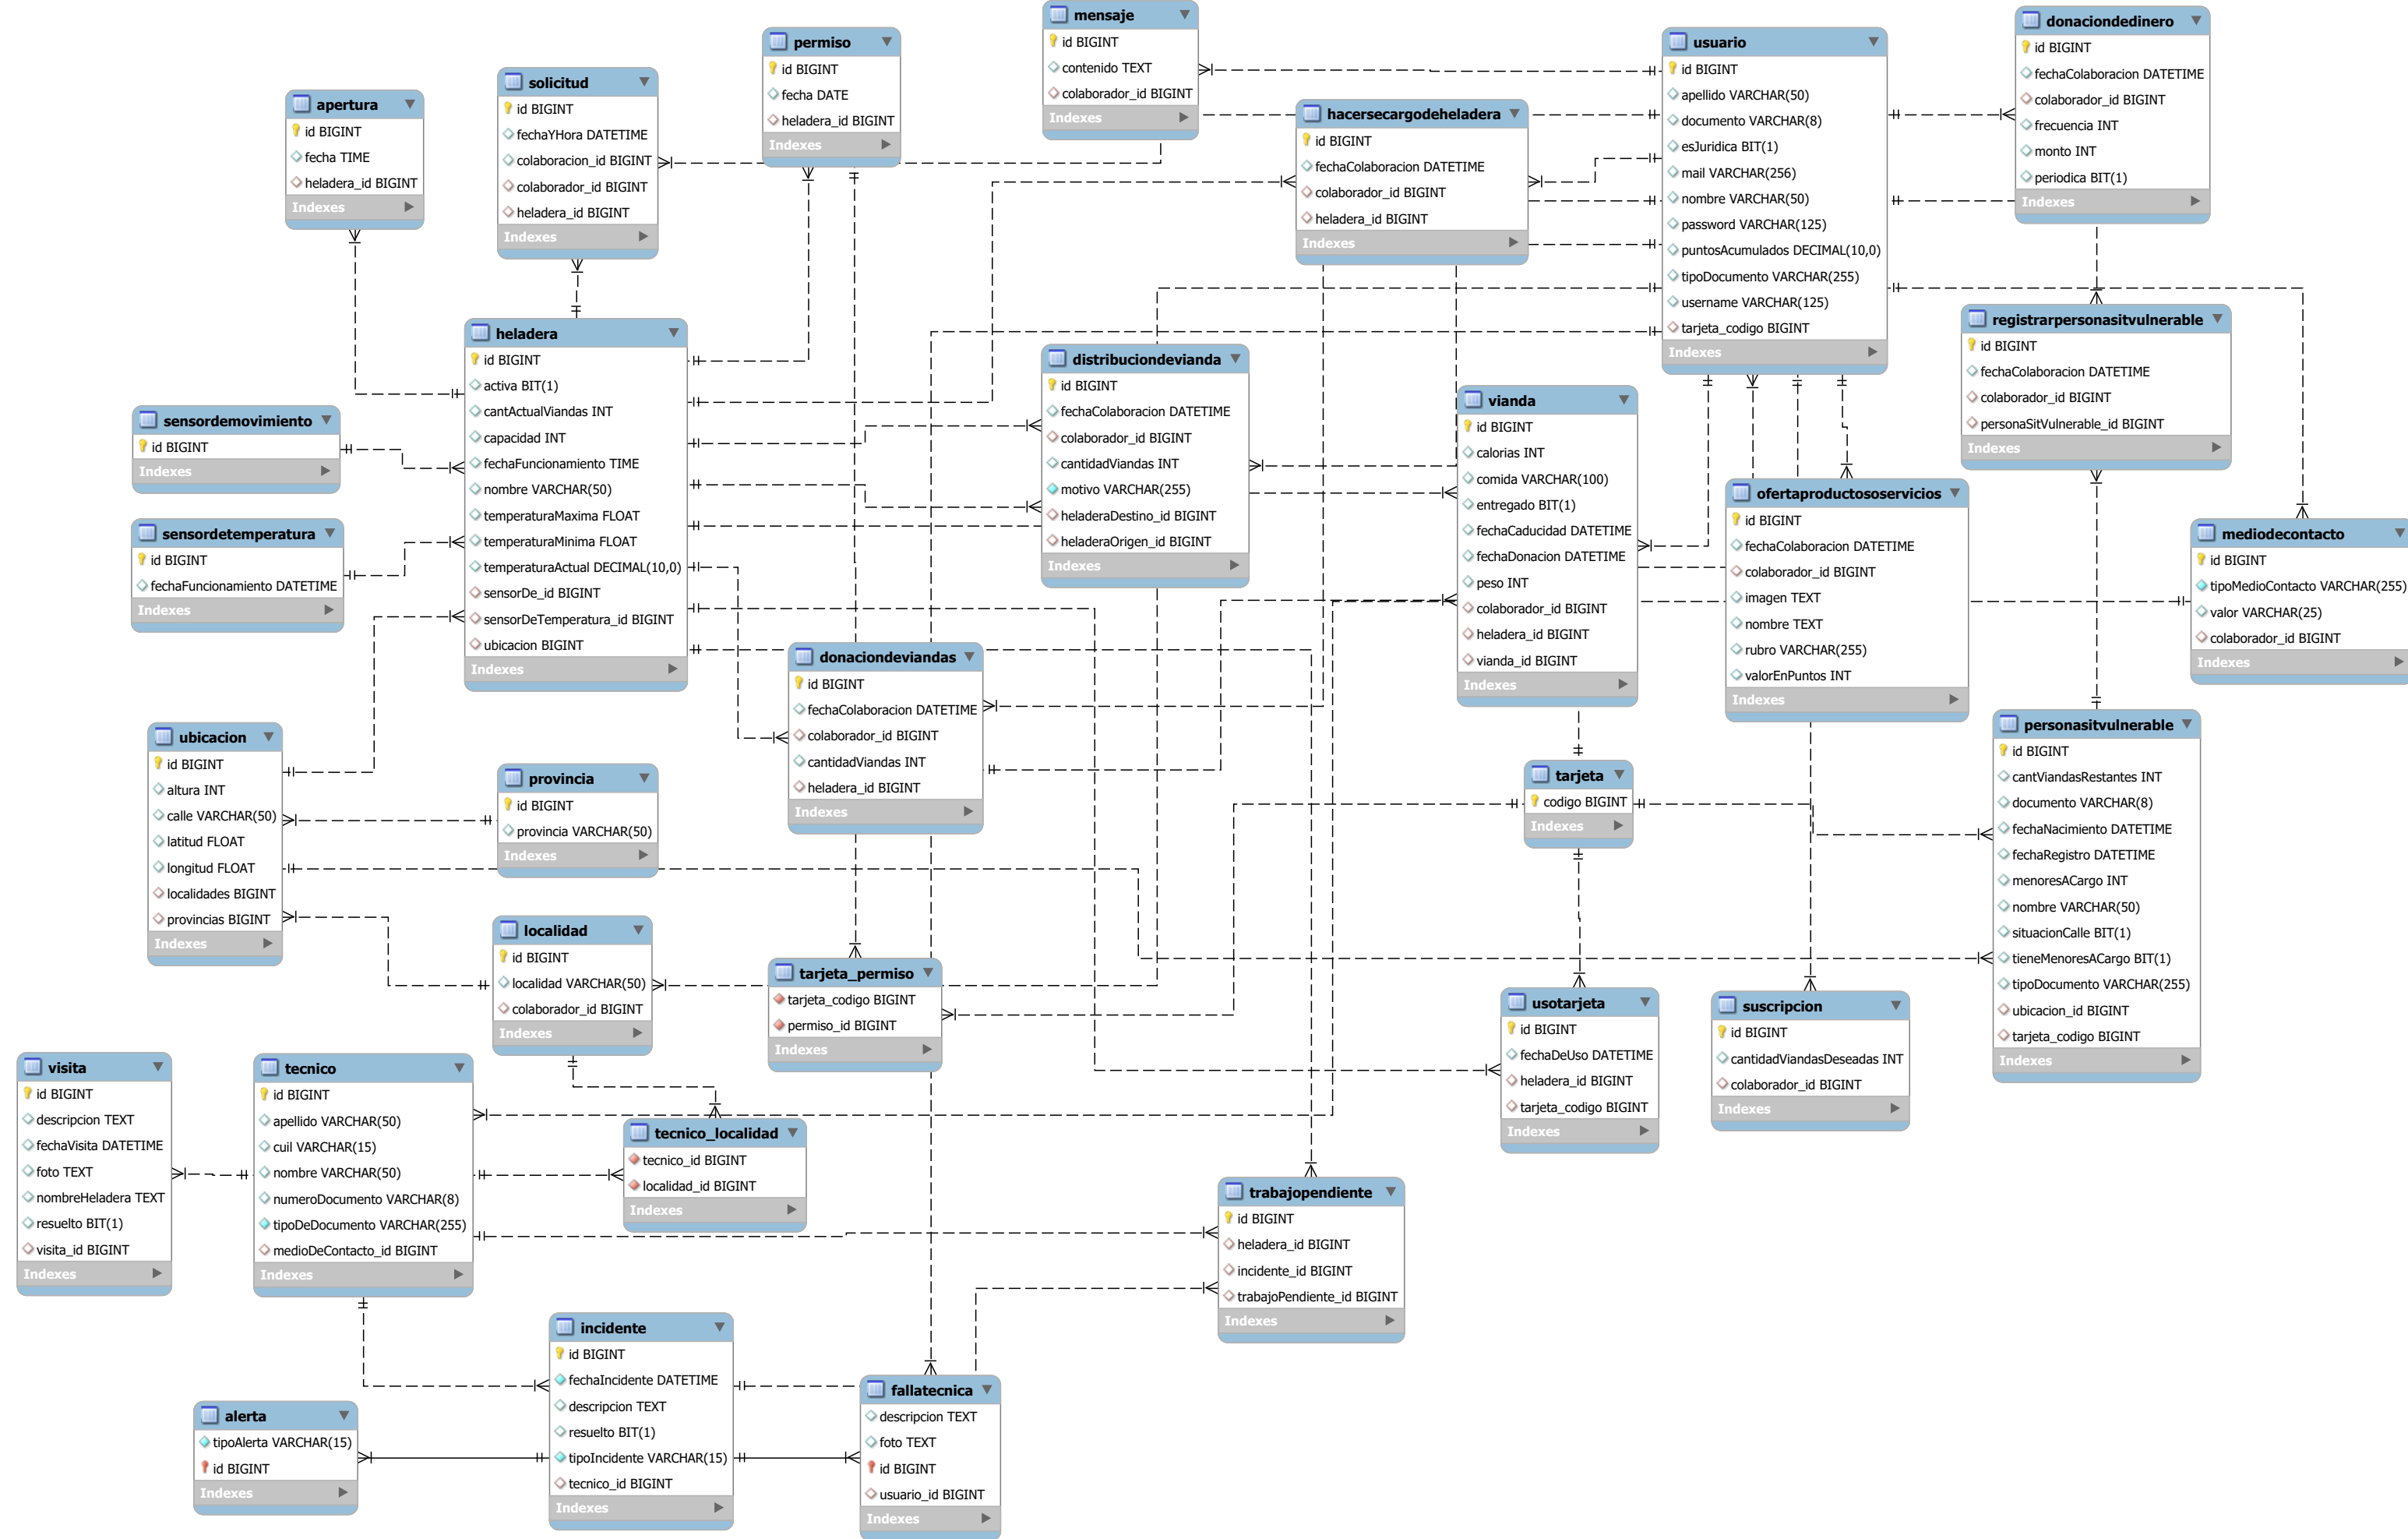 mensaje
id BIGINT
contenido TEXT
colaborador_id BIGINT
Indexes
donaciondedinero
id BIGINT
fechaColaboracion DATETIME
colaborador_id BIGINT
frecuencia INT
monto INT
periodica BIT(1)
Indexes
permiso
id BIGINT
fecha DATE
heladera_id BIGINT
Indexes
usuario
id BIGINT
apellido VARCHAR(50)
documento VARCHAR(8)
esJuridica BIT(1)
mail VARCHAR(256)
nombre VARCHAR(50)
password VARCHAR(125)
puntosAcumulados DECIMAL(10,0)
tipoDocumento VARCHAR(255)
username VARCHAR(125)
tarjeta_codigo BIGINT
Indexes
solicitud
id BIGINT
fechaYHora DATETIME
colaboracion_id BIGINT
colaborador_id BIGINT
heladera_id BIGINT
Indexes
apertura
id BIGINT
fecha TIME
heladera_id BIGINT
Indexes
hacersecargodeheladera
id BIGINT
fechaColaboracion DATETIME
colaborador_id BIGINT
heladera_id BIGINT
Indexes
registrarpersonasitvulnerable
id BIGINT
fechaColaboracion DATETIME
colaborador_id BIGINT
personaSitVulnerable_id BIGINT
Indexes
heladera
id BIGINT
activa BIT(1)
cantActualViandas INT
capacidad INT
fechaFuncionamiento TIME
nombre VARCHAR(50)
temperaturaMaxima FLOAT
temperaturaMinima FLOAT
temperaturaActual DECIMAL(10,0)
sensorDe_id BIGINT
sensorDeTemperatura_id BIGINT
ubicacion BIGINT
Indexes
distribuciondevianda
id BIGINT
fechaColaboracion DATETIME
colaborador_id BIGINT
cantidadViandas INT
motivo VARCHAR(255)
heladeraDestino_id BIGINT
heladeraOrigen_id BIGINT
Indexes
vianda
id BIGINT
calorias INT
comida VARCHAR(100)
entregado BIT(1)
fechaCaducidad DATETIME
fechaDonacion DATETIME
peso INT
colaborador_id BIGINT
heladera_id BIGINT
vianda_id BIGINT
Indexes
sensordemovimiento
id BIGINT
Indexes
ofertaproductososervicios
id BIGINT
fechaColaboracion DATETIME
colaborador_id BIGINT
imagen TEXT
nombre TEXT
rubro VARCHAR(255)
valorEnPuntos INT
Indexes
sensordetemperatura
id BIGINT
fechaFuncionamiento DATETIME
Indexes
mediodecontacto
id BIGINT
tipoMedioContacto VARCHAR(255)
valor VARCHAR(25)
colaborador_id BIGINT
Indexes
donaciondeviandas
id BIGINT
fechaColaboracion DATETIME
colaborador_id BIGINT
cantidadViandas INT
heladera_id BIGINT
Indexes
personasitvulnerable
id BIGINT
cantViandasRestantes INT
documento VARCHAR(8)
fechaNacimiento DATETIME
fechaRegistro DATETIME
menoresACargo INT
nombre VARCHAR(50)
situacionCalle BIT(1)
tieneMenoresACargo BIT(1)
tipoDocumento VARCHAR(255)
ubicacion_id BIGINT
tarjeta_codigo BIGINT
Indexes
ubicacion
id BIGINT
altura INT
calle VARCHAR(50)
latitud FLOAT
longitud FLOAT
localidades BIGINT
provincias BIGINT
Indexes
provincia
id BIGINT
provincia VARCHAR(50)
Indexes
tarjeta
codigo BIGINT
Indexes
localidad
id BIGINT
localidad VARCHAR(50)
colaborador_id BIGINT
Indexes
tarjeta_permiso
tarjeta_codigo BIGINT
permiso_id BIGINT
Indexes
usotarjeta
id BIGINT
fechaDeUso DATETIME
heladera_id BIGINT
tarjeta_codigo BIGINT
Indexes
suscripcion
id BIGINT
cantidadViandasDeseadas INT
colaborador_id BIGINT
Indexes
visita
id BIGINT
descripcion TEXT
fechaVisita DATETIME
foto TEXT
nombreHeladera TEXT
resuelto BIT(1)
visita_id BIGINT
Indexes
tecnico
id BIGINT
apellido VARCHAR(50)
cuil VARCHAR(15)
nombre VARCHAR(50)
numeroDocumento VARCHAR(8)
tipoDeDocumento VARCHAR(255)
medioDeContacto_id BIGINT
Indexes
tecnico_localidad
tecnico_id BIGINT
localidad_id BIGINT
Indexes
trabajopendiente
id BIGINT
heladera_id BIGINT
incidente_id BIGINT
trabajoPendiente_id BIGINT
Indexes
incidente
id BIGINT
fechaIncidente DATETIME
descripcion TEXT
resuelto BIT(1)
tipoIncidente VARCHAR(15)
tecnico_id BIGINT
Indexes
fallatecnica
descripcion TEXT
foto TEXT
id BIGINT
usuario_id BIGINT
Indexes
alerta
tipoAlerta VARCHAR(15)
id BIGINT
Indexes